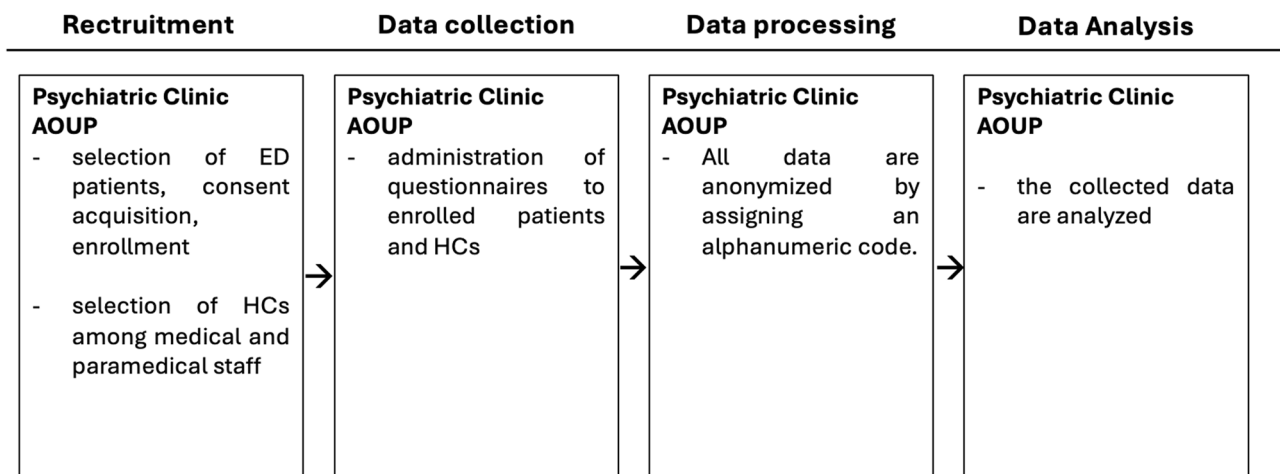 Rectruitment
Data collection
Data processing
Data Analysis
Psychiatric Clinic
AOUP
- selection of ED
patients, consent
acquisition,
enrollment
- selection of HCs
among medical and
paramedical staff
→
Psychiatric Clinic
AOUP
- administration of
questionnaires to
enrolled patients
and HCs
→
Psychiatric Clinic
AOUP
- All data are
anonymized by
assigning an
alphanumeric code.
→
Psychiatric Clinic
AOUP
- the collected data
are analyzed